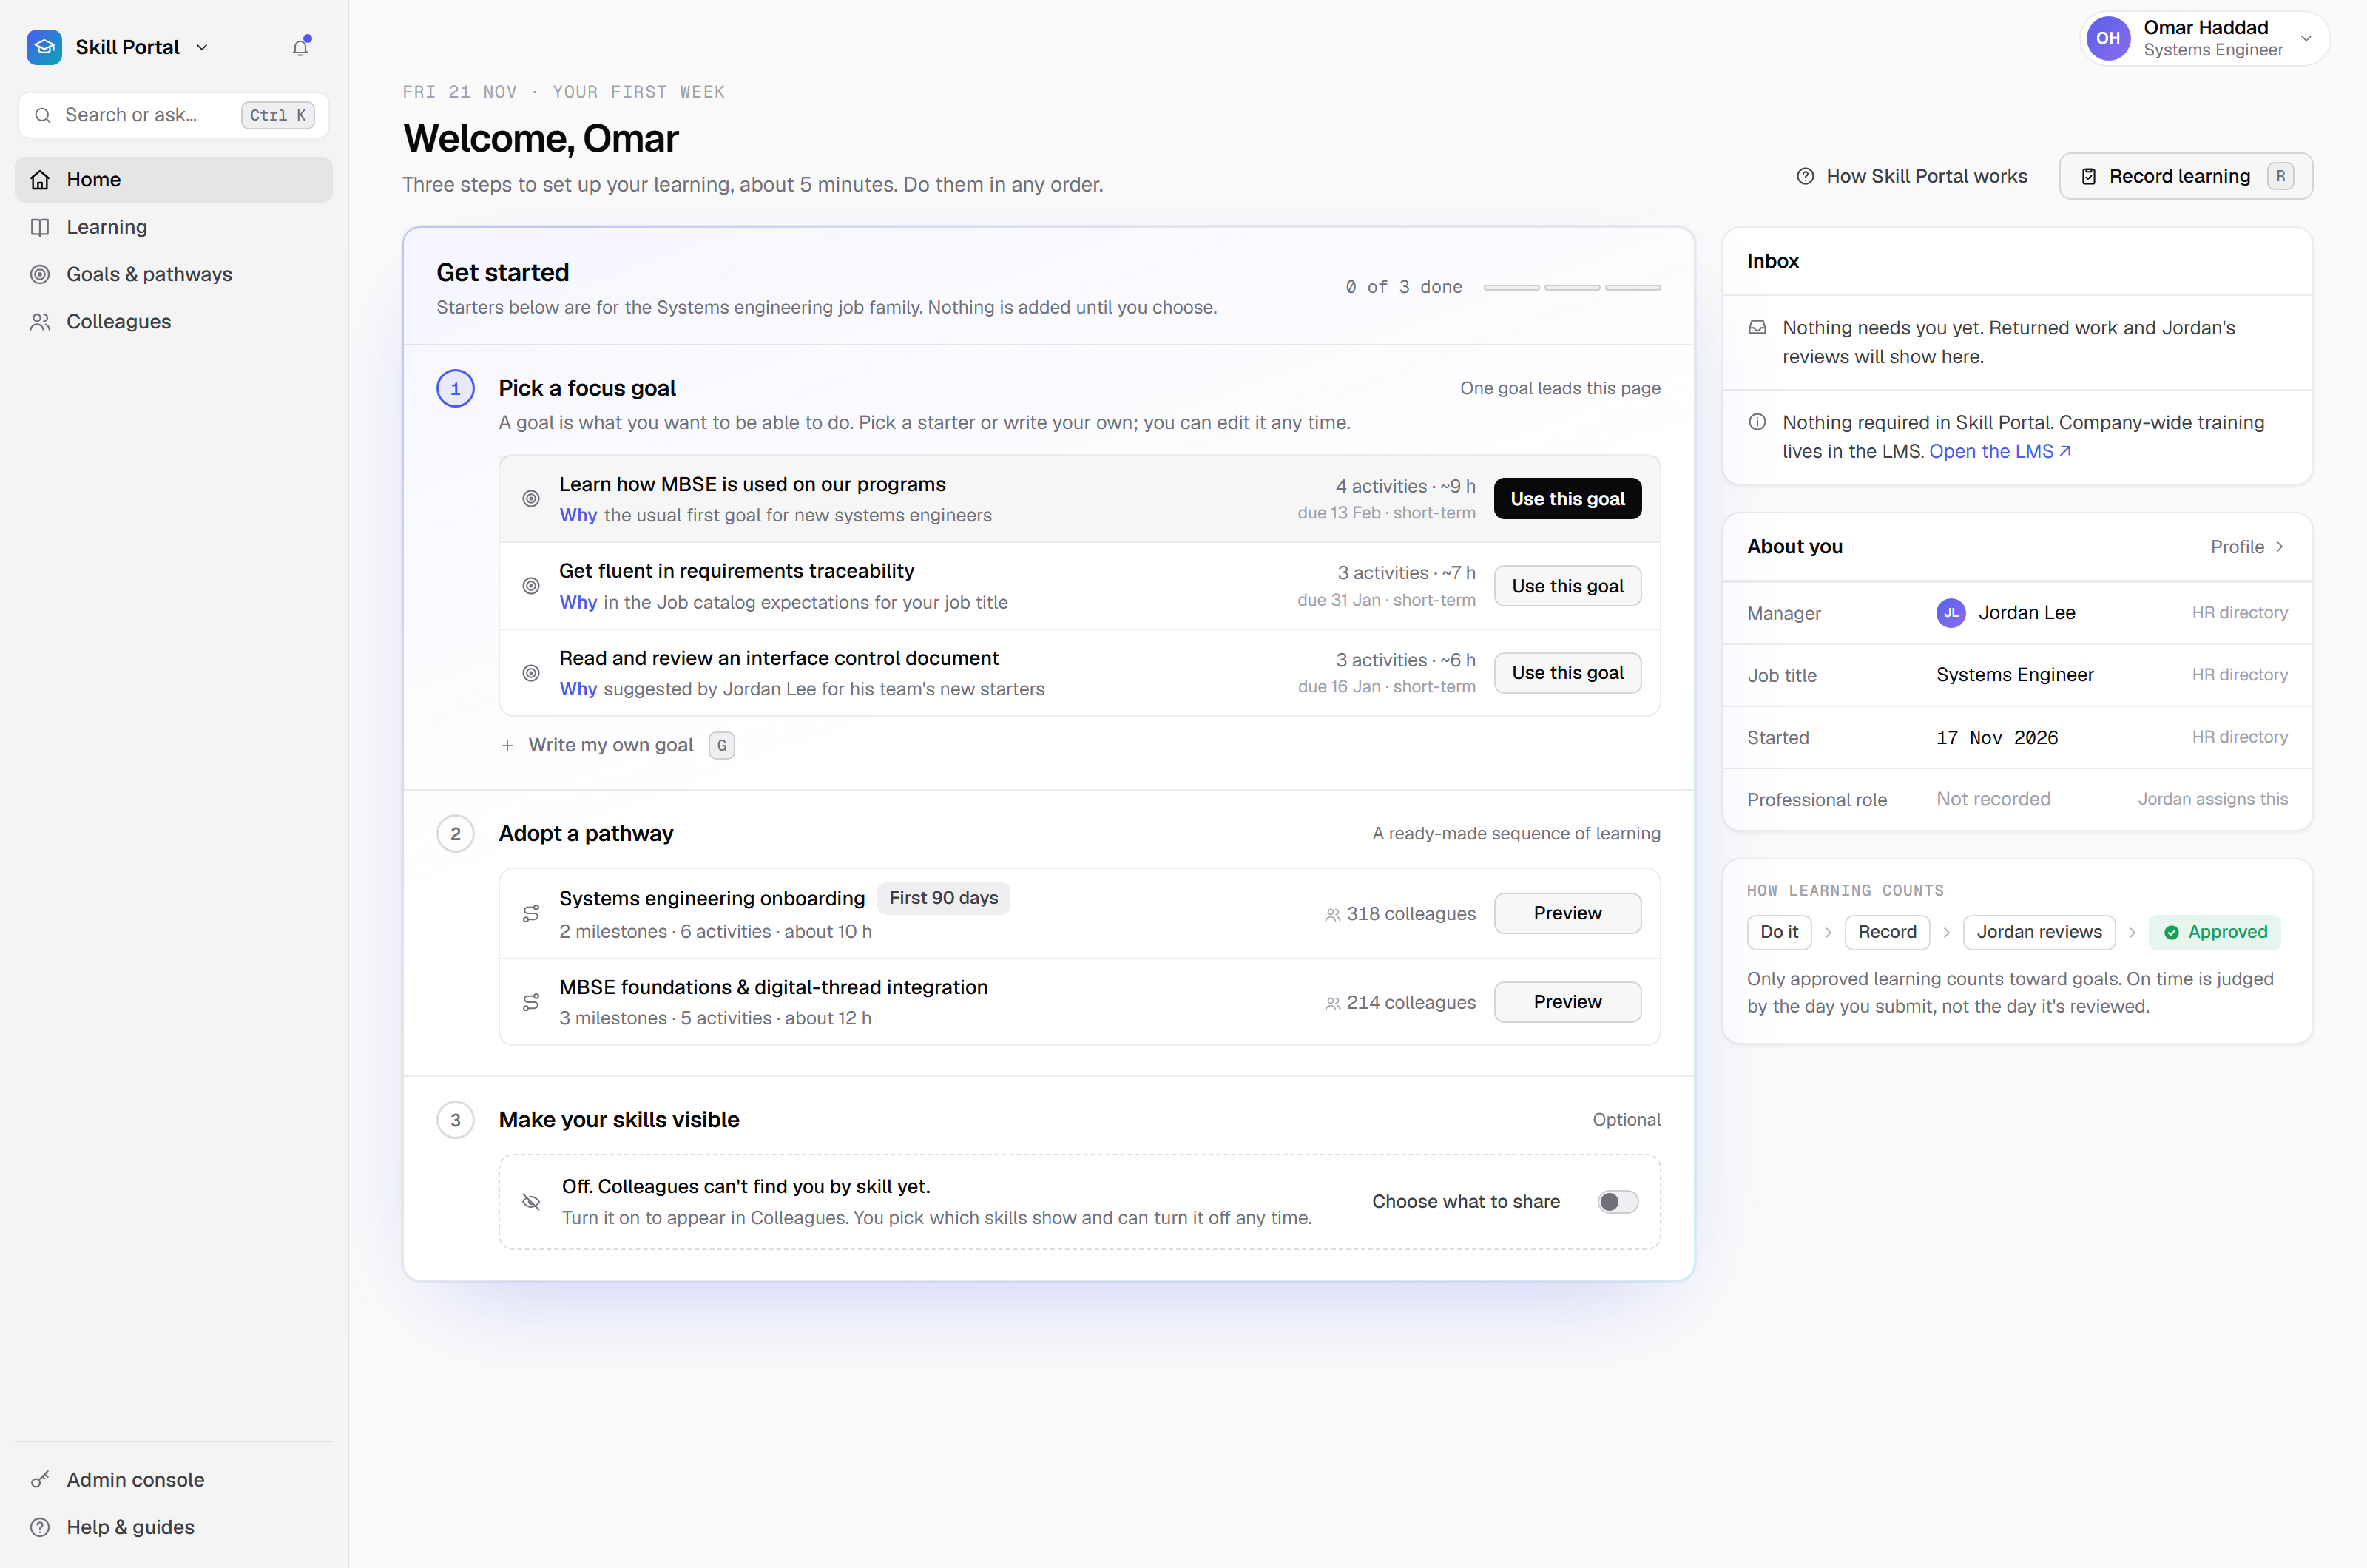 Skill Portal
Search or ask...
Ctrl K
Home
Learning
Goals & pathways
Colleagues
Admin console
Help & guides
OH
Omar Haddad
Systems Engineer
FRI 21 NOV · YOUR FIRST WEEK
Welcome, Omar
Three steps to set up your learning, about 5 minutes. Do them in any order.
How Skill Portal works
Record learning R
Get started
Starters below are for the Systems engineering job family. Nothing is added until you choose.
0 of 3 done
1
Pick a focus goal
One goal leads this page
A goal is what you want to be able to do. Pick a starter or write your own; you can edit it any time.
Learn how MBSE is used on our programs
Why the usual first goal for new systems engineers
4 activities · ~9 h
due 13 Feb · short-term
Use this goal
Get fluent in requirements traceability
Why in the Job catalog expectations for your job title
3 activities · ~7 h
due 31 Jan · short-term
Use this goal
Read and review an interface control document
Why suggested by Jordan Lee for his team's new starters
3 activities · ~6 h
due 16 Jan · short-term
Use this goal
+ Write my own goal G
2
Adopt a pathway
A ready-made sequence of learning
Systems engineering onboarding
First 90 days
2 milestones · 6 activities · about 10 h
318 colleagues
Preview
MBSE foundations & digital-thread integration
3 milestones · 5 activities · about 12 h
214 colleagues
Preview
3
Make your skills visible
Optional
Off. Colleagues can't find you by skill yet.
Turn it on to appear in Colleagues. You pick which skills show and can turn it off any time.
Choose what to share
Inbox
Nothing needs you yet. Returned work and Jordan's
reviews will show here.
Nothing required in Skill Portal. Company-wide training
lives in the LMS. Open the LMS
About you
Profile
Manager
JL
Jordan Lee
HR directory
Job title
Systems Engineer
HR directory
Started
17 Nov 2026
HR directory
Professional role
Not recorded
Jordan assigns this
HOW LEARNING COUNTS
Do it
Record
Jordan reviews
Approved
Only approved learning counts toward goals. On time is judged
by the day you submit, not the day it's reviewed.